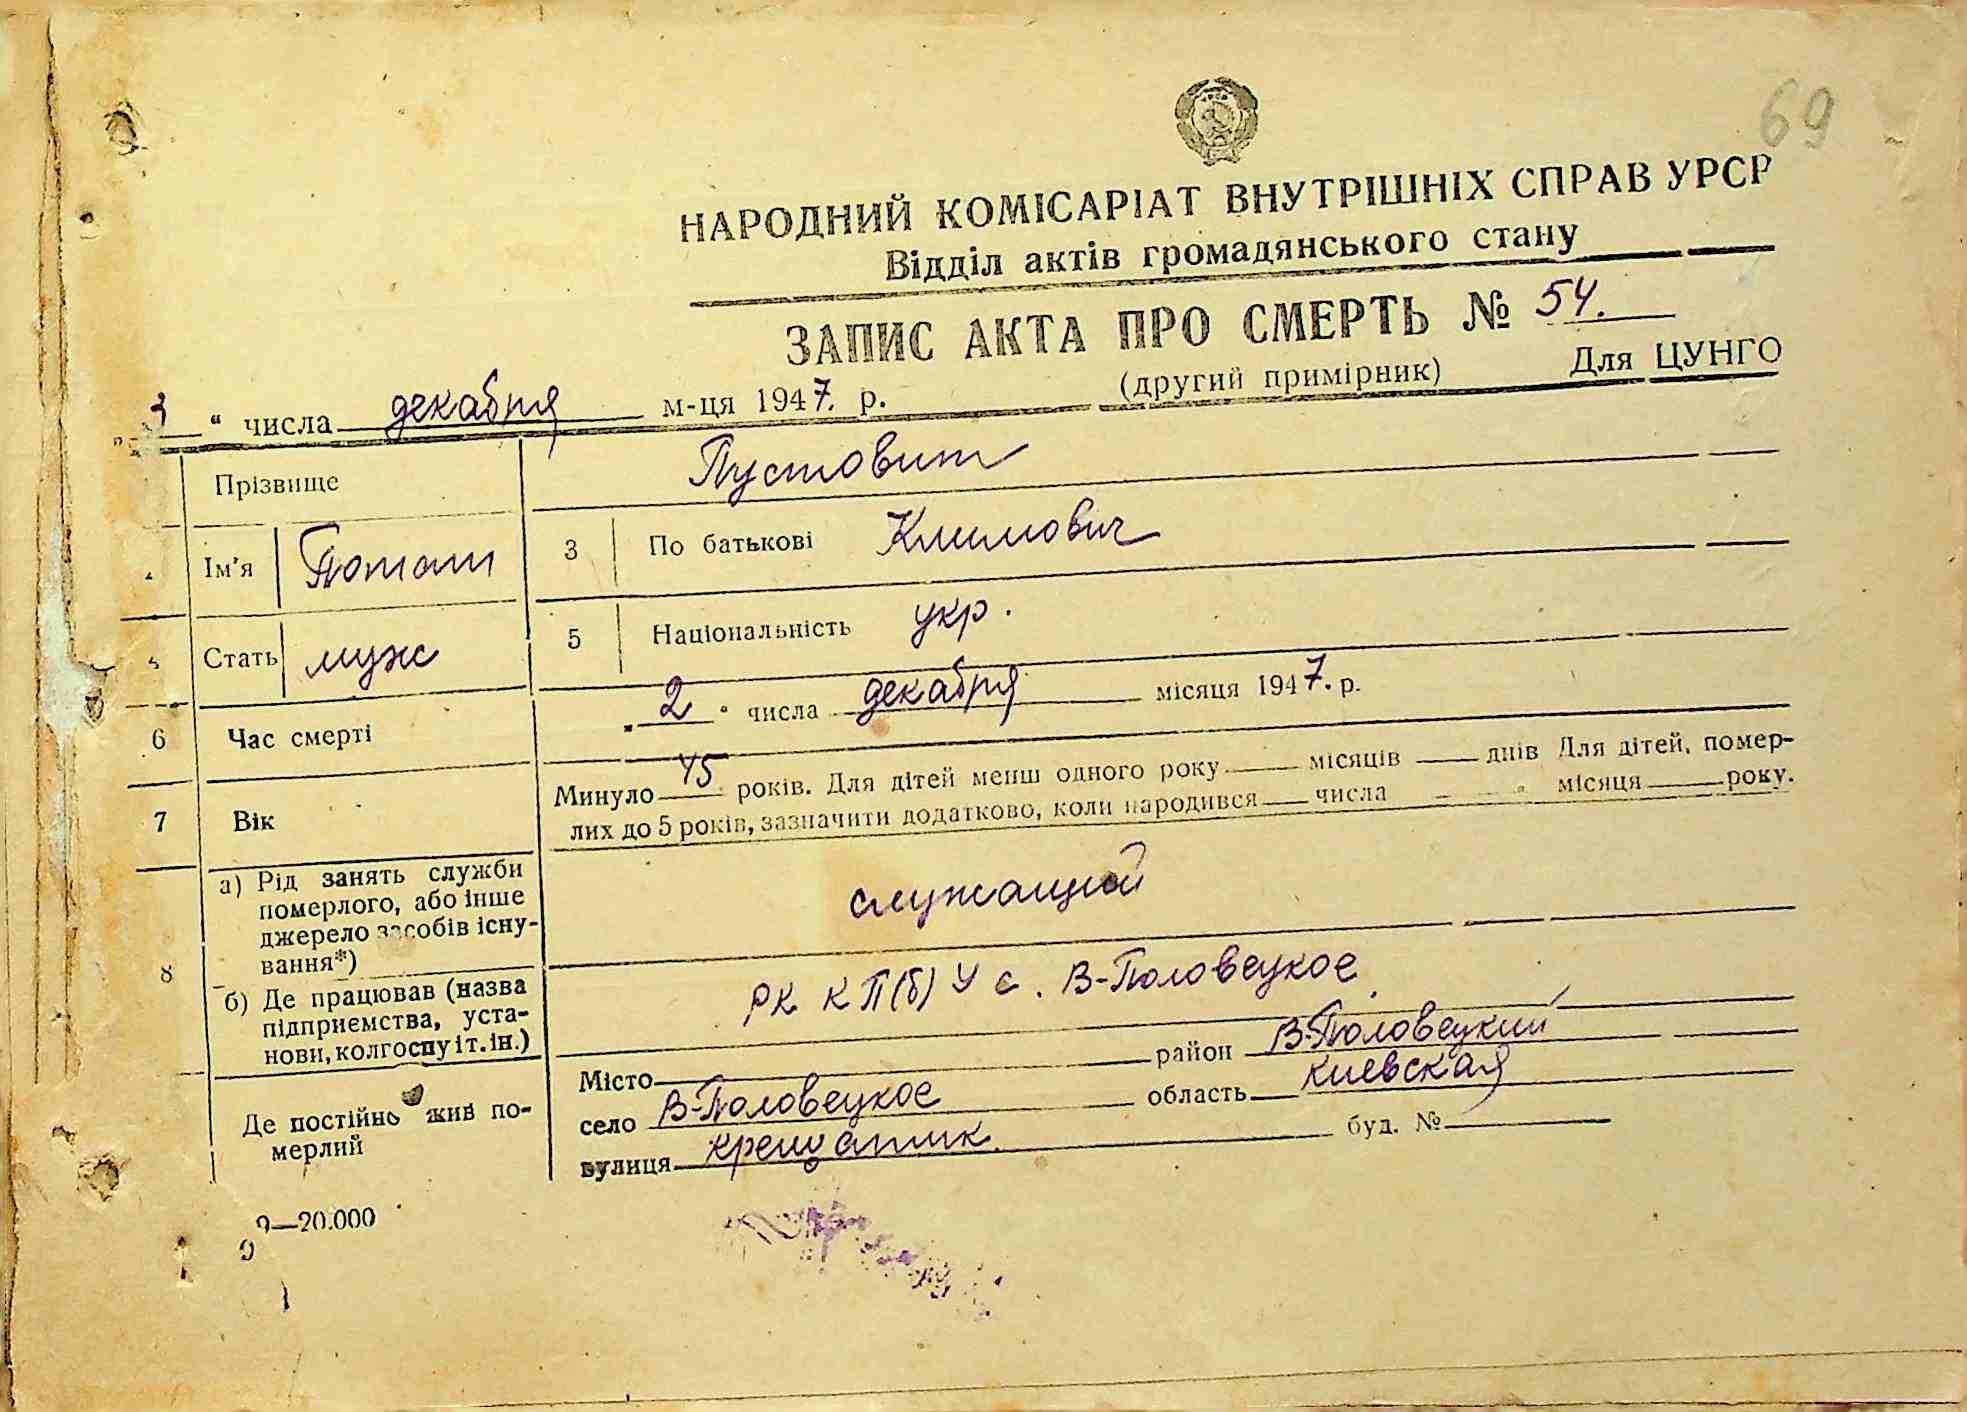 69
НАРОДНИЙ КОМІСАРІАТ ВНУТРІШНІХ СПРАВ УРСР
Відділ актів громадянського стану
ЗАПИС АКТА ПРО СМЕРТЬ № 54.
(другий примірник) Для ЦУНГО
„3 “ числа декабря м-ця 1947. р.
Прізвище Пустовит
Ім'я Потап 3 По батькові Климович
Стать муж 5 Національність укр.
6 Час смерті „2 “ числа декабря місяця 1947. р.
7 Вік Минуло 45 років. Для дітей менш одного року місяців днів Для дітей, помер-
лих до 5 років, зазначити додатково, коли народився числа місяця року.
8 а) Рід занять служби
померлого, або інше
джерело засобів існу-
вання*)
служащий
б) Де працював (назва
підприємства, уста-
нови, колгоспу і т. ін.)
РК КП(б)У с. В-Половецкое
Де постійно жив по-
мерлий
Місто район В-Половецкий
село В-Половецкое область киевская
вулиця крещатик. буд. №
9—20.000